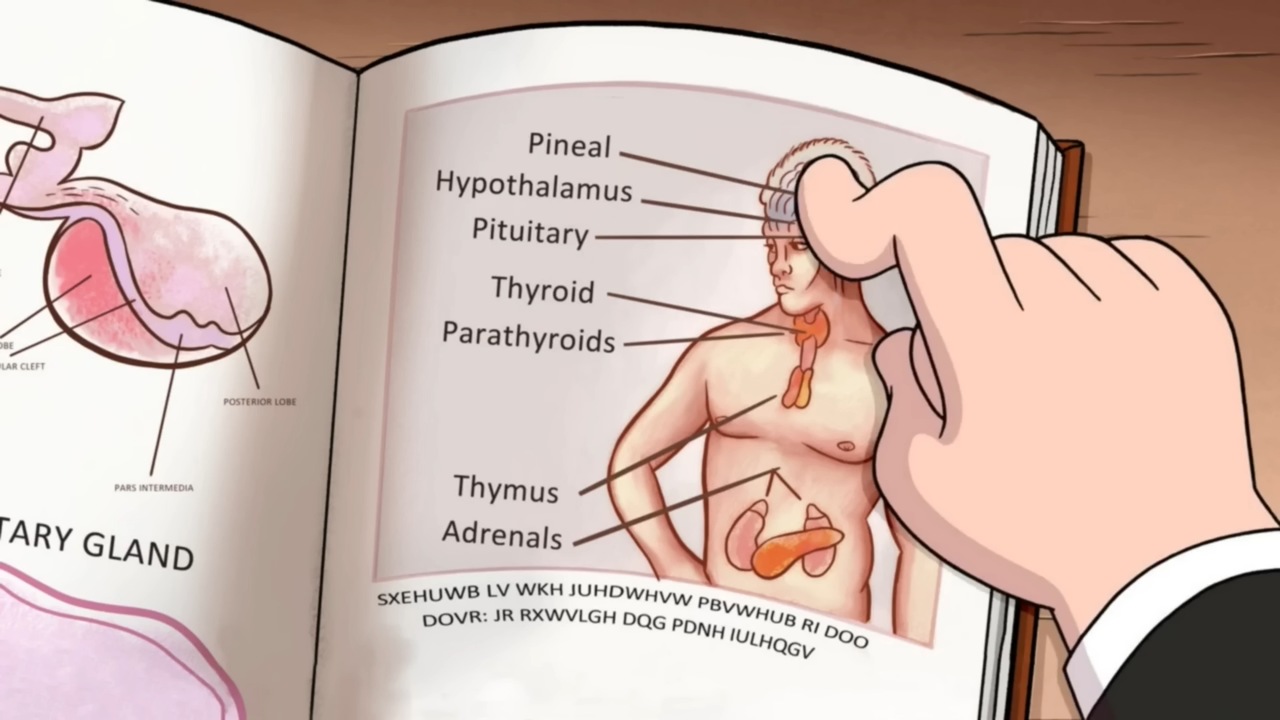 POSTERIOR LOBE
LAR CLEFT
PARS INTERMEDIA
TARY GLAND
Pineal
Hypothalamus
Pituitary
Thyroid
Parathyroids
Thymus
Adrenals
SXEHUWB LV WKH JUHDWHVW PBVWHUB RI DOO
DOVR: JR RXWVLGH DQG PDNH IULHQGV